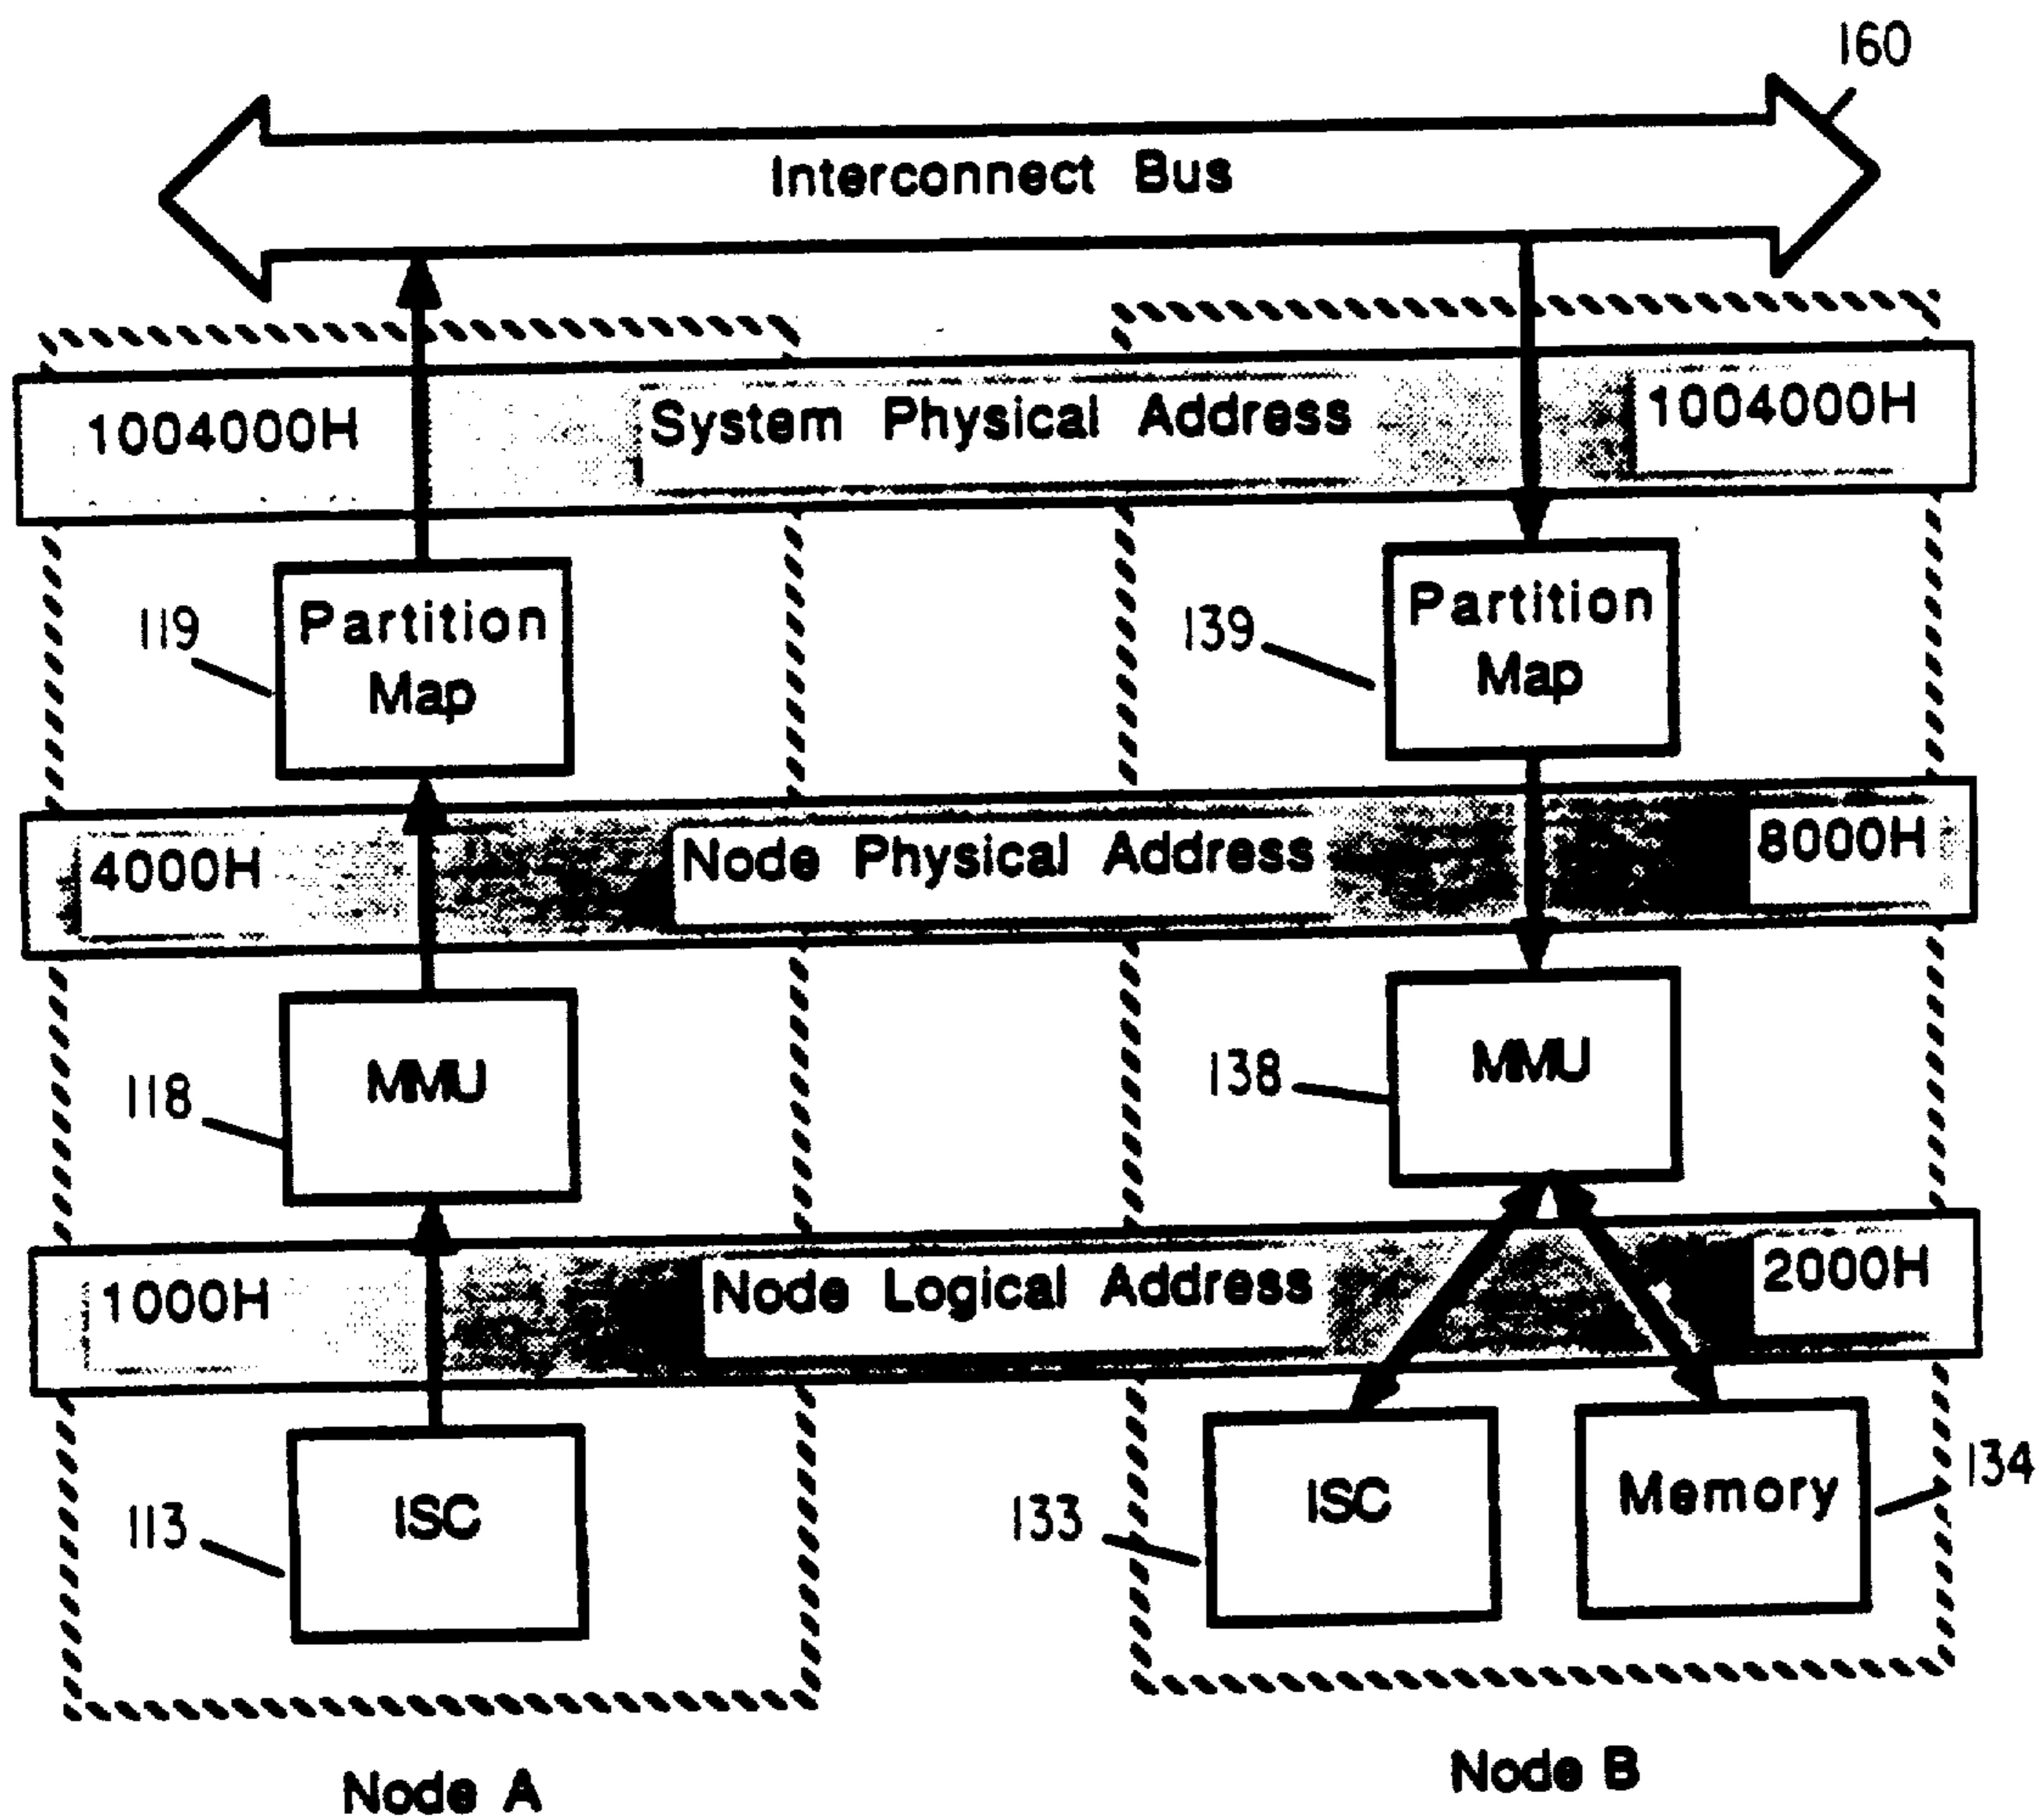 160
Interconnect Bus
1004000H
System Physical Address
1004000H
119
Partition
Map
139
Partition
Map
4000H
Node Physical Address
8000H
118
MMU
138
MMU
1000H
Node Logical Address
2000H
113
ISC
133
ISC
Memory
134
Node A
Node B